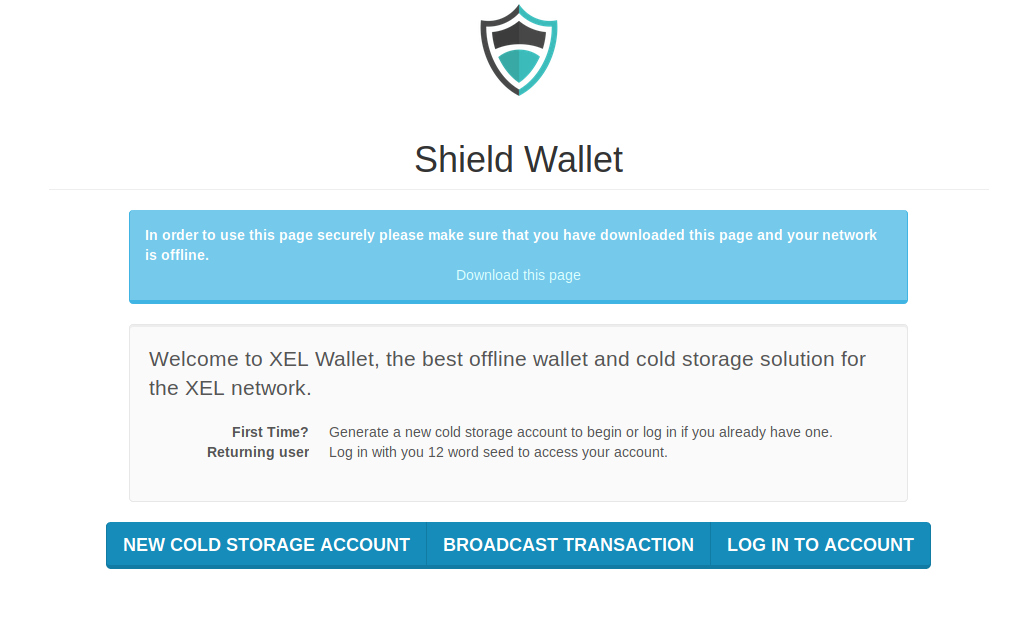 Shield Wallet
In order to use this page securely please make sure that you have downloaded this page and your network
is offline.
Download this page
Welcome to XEL Wallet, the best offline wallet and cold storage solution for
the XEL network.
First Time? Generate a new cold storage account to begin or log in if you already have one.
Returning user Log in with you 12 word seed to access your account.
NEW COLD STORAGE ACCOUNT BROADCAST TRANSACTION LOG IN TO ACCOUNT